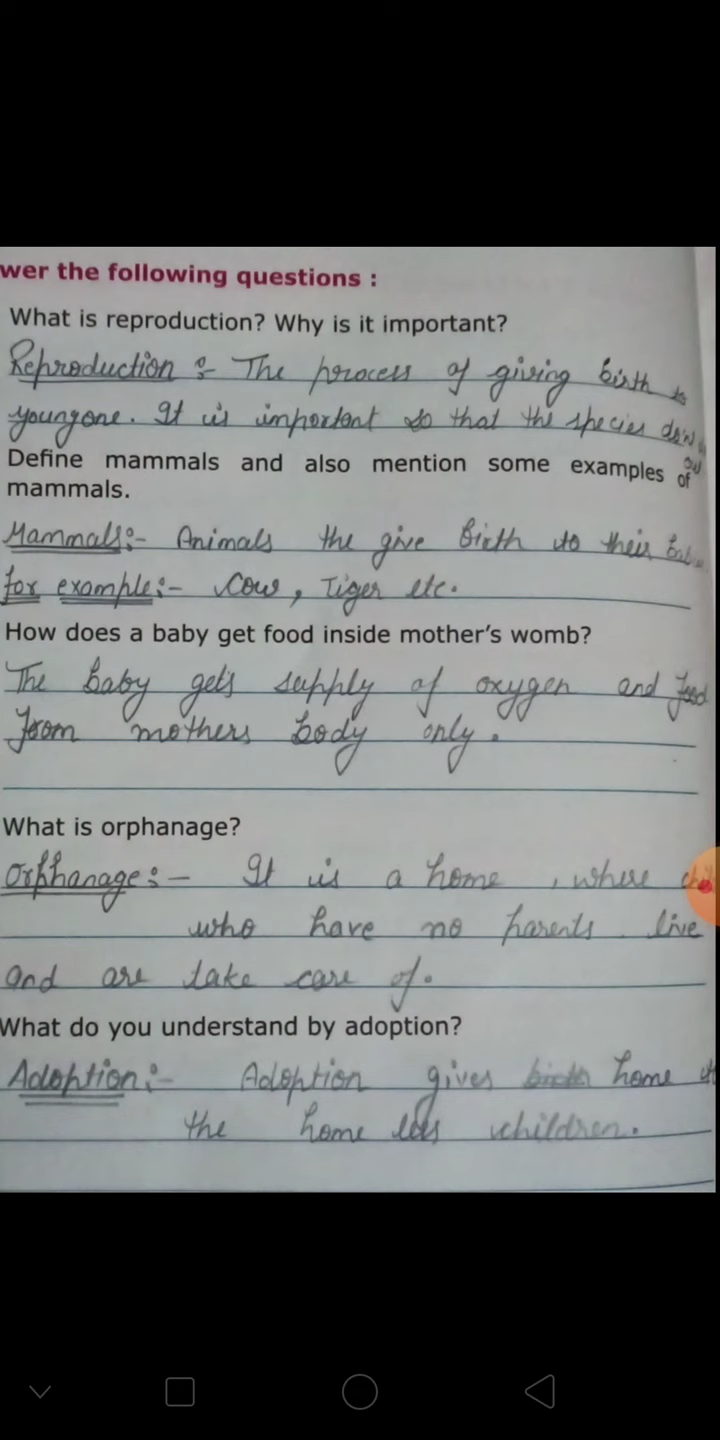 wer the following questions :
What is reproduction? Why is it important?
Reproduction :- The process of giving birth to
youngone. It is important so that the species
Define mammals and also mention some examples of
mammals.
Mammals:- Animals the give Birth to their
for example:- Cow, Tiger etc.
How does a baby get food inside mother's womb?
The baby gets supply of oxygen and food
from mothers body only.
What is orphanage?
Orphanage:- It is a home, where
who have no parents live
and are take care of.
What do you understand by adoption?
Adoption:- Adoption gives home
the home less children.